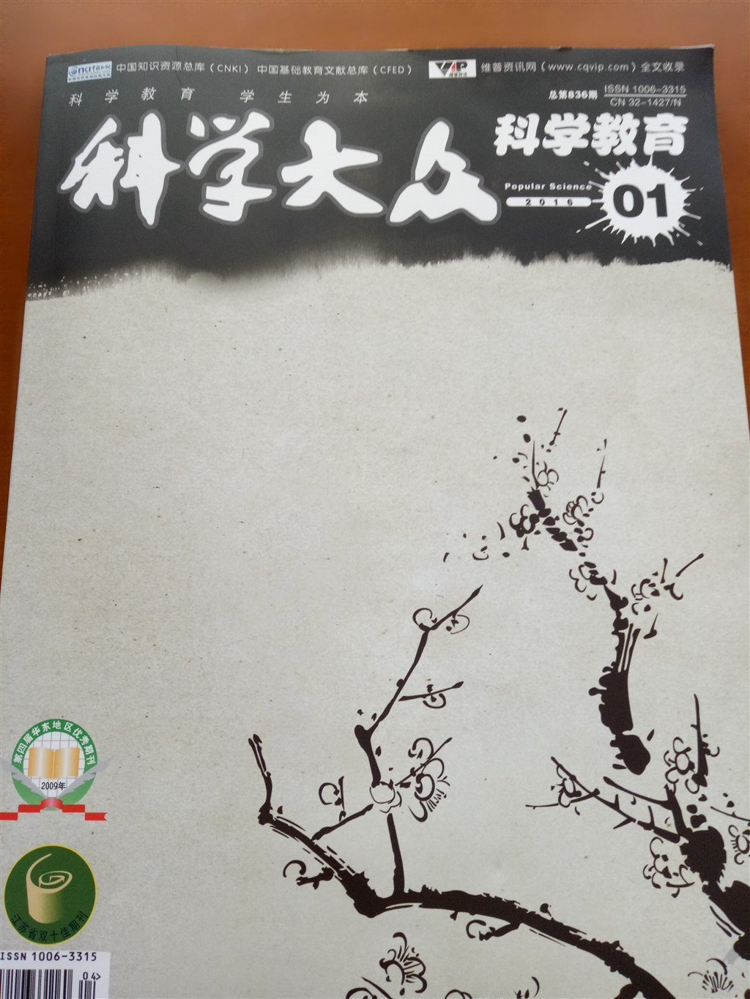 CNKI 中国知网
中国知识资源总库(CNKI) 中国基础教育文献总库(CFED)
VIP
维普资讯
维普资讯网(www.cqvip.com)全文收录
科学教育 学生为本
总第836期
ISSN 1006-3315
CN 32-1427/N
科学大众
科学教育
Popular Science
2016
01
第四届华东地区优秀期刊
2009年
江苏省双十佳期刊
ISSN 1006-3315
04>